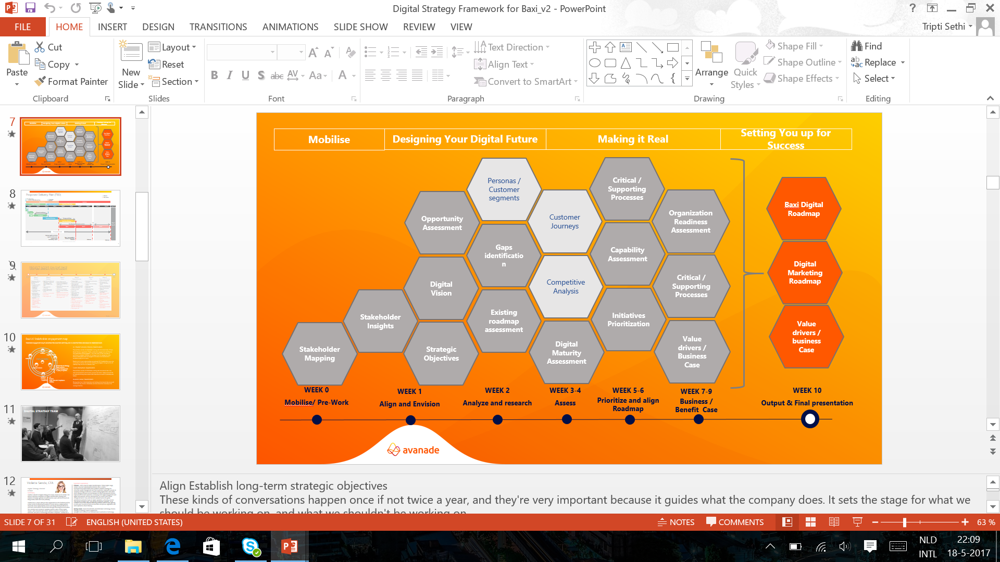 Digital Strategy Framework for Baxi_v2 - PowerPoint
FILE
HOME
INSERT
DESIGN
TRANSITIONS
ANIMATIONS
SLIDE SHOW
REVIEW
VIEW
Tripti Sethi
Paste
Cut
Copy
Format Painter
Clipboard
New
Slide
Layout
Reset
Section
Slides
Font
Text Direction
Align Text
Convert to SmartArt
Paragraph
Arrange
Quick
Styles
Shape Fill
Shape Outline
Shape Effects
Drawing
Find
Replace
Select
Editing
7
8
Proposed Delivery Plan (TBD)
9
10
11
DIGITAL STRATEGY TEAM
12
Mobilise
Designing Your Digital Future
Making it Real
Setting You up for
Success
Personas /
Customer
segments
Critical /
Supporting
Processes
Opportunity
Assessment
Customer
Journeys
Organization
Readiness
Assessment
Gaps
identificatio
n
Capability
Assessment
Digital
Vision
Competitive
Analysis
Critical /
Supporting
Processes
Stakeholder
Insights
Existing
roadmap
assessment
Initiatives
Prioritization
Stakeholder
Mapping
Strategic
Objectives
Digital
Maturity
Assessment
Value
drivers /
Business
Case
Baxi Digital
Roadmap
Digital
Marketing
Roadmap
Value
drivers /
business
Case
WEEK 0
Mobilise/ Pre-Work
WEEK 1
Align and Envision
WEEK 2
Analyze and research
WEEK 3-4
Assess
WEEK 5-6
Prioritize and align
Roadmap
WEEK 7-9
Business /
Benefit Case
WEEK 10
Output & Final presentation
avanade
Align Establish long-term strategic objectives
These kinds of conversations happen once if not twice a year, and they're very important because it guides what the company does. It sets the stage for what we
should be working on, and what we shouldn't be working on
SLIDE 7 OF 31
ENGLISH (UNITED STATES)
NOTES
COMMENTS
63 %
NLD
INTL
22:09
18-5-2017